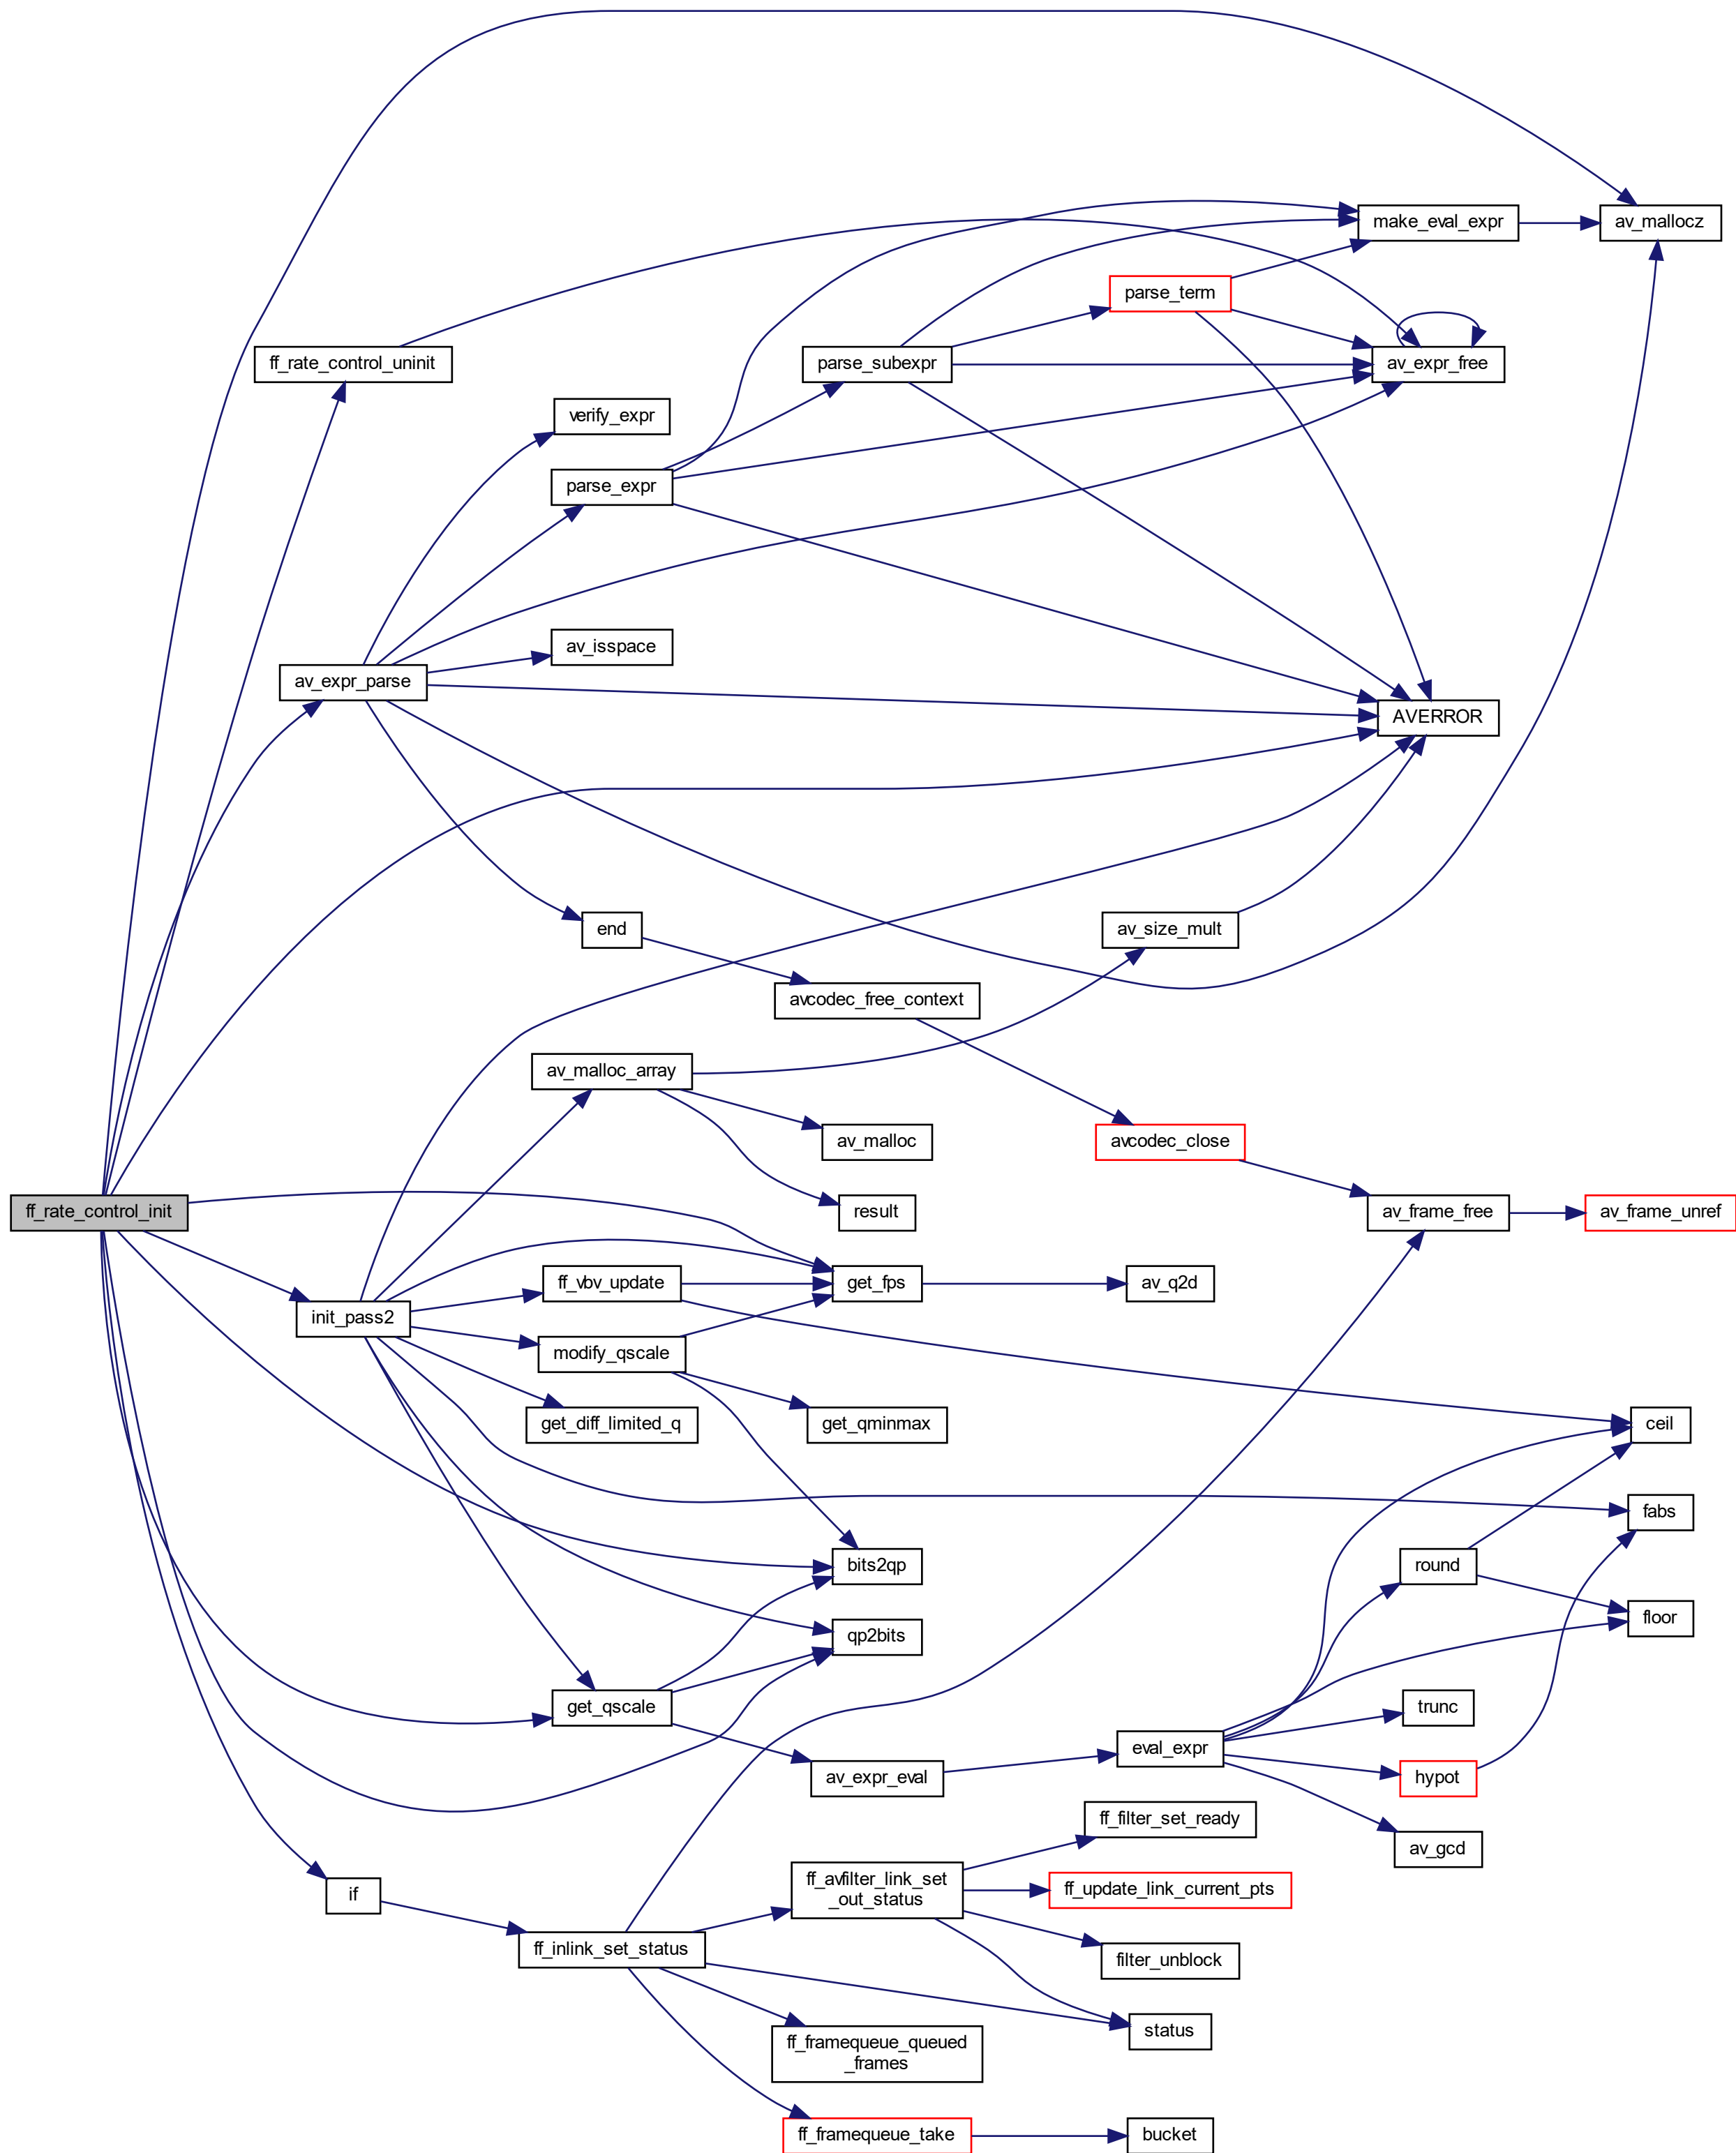 make_eval_expr
av_mallocz
parse_term
ff_rate_control_uninit
parse_subexpr
av_expr_free
verify_expr
parse_expr
av_isspace
av_expr_parse
AVERROR
end
av_size_mult
avcodec_free_context
av_malloc_array
av_malloc
avcodec_close
ff_rate_control_init
result
av_frame_free
av_frame_unref
ff_vbv_update
get_fps
av_q2d
init_pass2
modify_qscale
get_diff_limited_q
get_qminmax
ceil
fabs
bits2qp
round
floor
qp2bits
get_qscale
trunc
eval_expr
av_expr_eval
hypot
ff_filter_set_ready
av_gcd
if
ff_avfilter_link_set
_out_status
ff_update_link_current_pts
ff_inlink_set_status
filter_unblock
status
ff_framequeue_queued
_frames
ff_framequeue_take
bucket